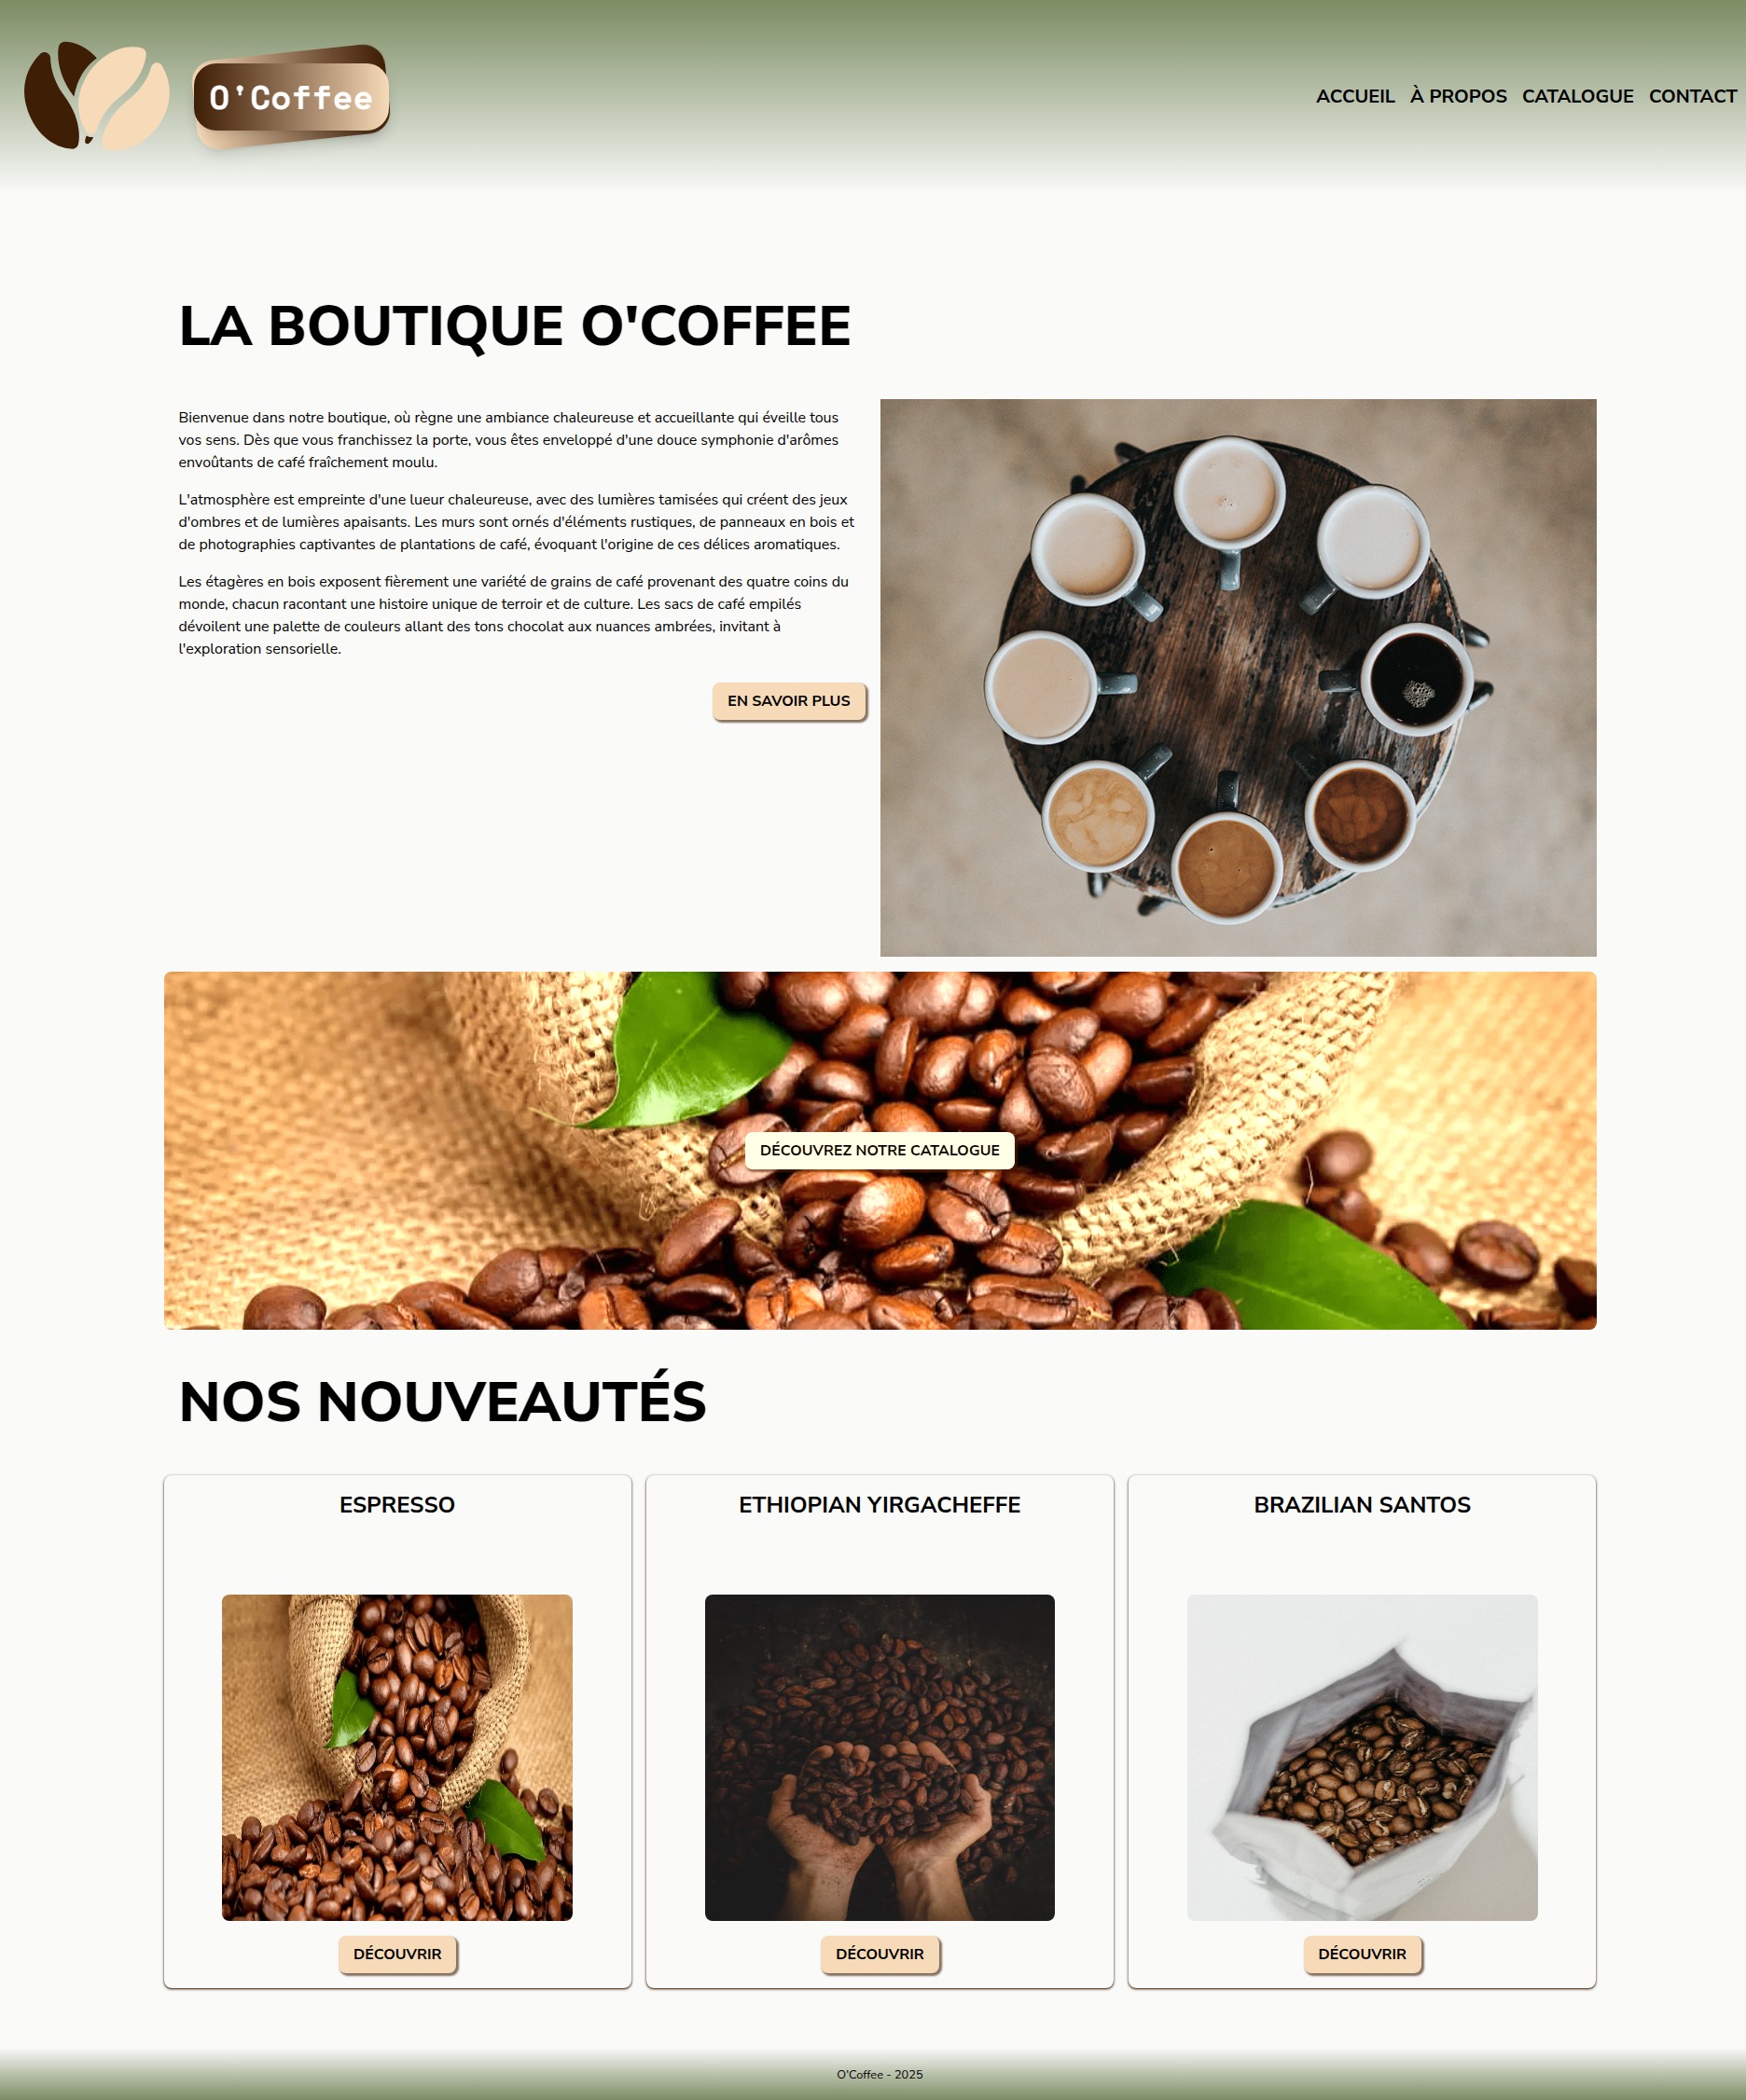 O'Coffee
ACCUEIL À PROPOS CATALOGUE CONTACT
LA BOUTIQUE O'COFFEE
Bienvenue dans notre boutique, où règne une ambiance chaleureuse et accueillante qui éveille tous
vos sens. Dès que vous franchissez la porte, vous êtes enveloppé d'une douce symphonie d'arômes
envoûtants de café fraîchement moulu.
L'atmosphère est empreinte d'une lueur chaleureuse, avec des lumières tamisées qui créent des jeux
d'ombres et de lumières apaisants. Les murs sont ornés d'éléments rustiques, de panneaux en bois et
de photographies captivantes de plantations de café, évoquant l'origine de ces délices aromatiques.
Les étagères en bois exposent fièrement une variété de grains de café provenant des quatre coins du
monde, chacun racontant une histoire unique de terroir et de culture. Les sacs de café empilés
dévoilent une palette de couleurs allant des tons chocolat aux nuances ambrées, invitant à
l'exploration sensorielle.
EN SAVOIR PLUS
DÉCOUVREZ NOTRE CATALOGUE
NOS NOUVEAUTÉS
ESPRESSO
ETHIOPIAN YIRGACHEFFE
BRAZILIAN SANTOS
DÉCOUVRIR
DÉCOUVRIR
DÉCOUVRIR
O'Coffee - 2025